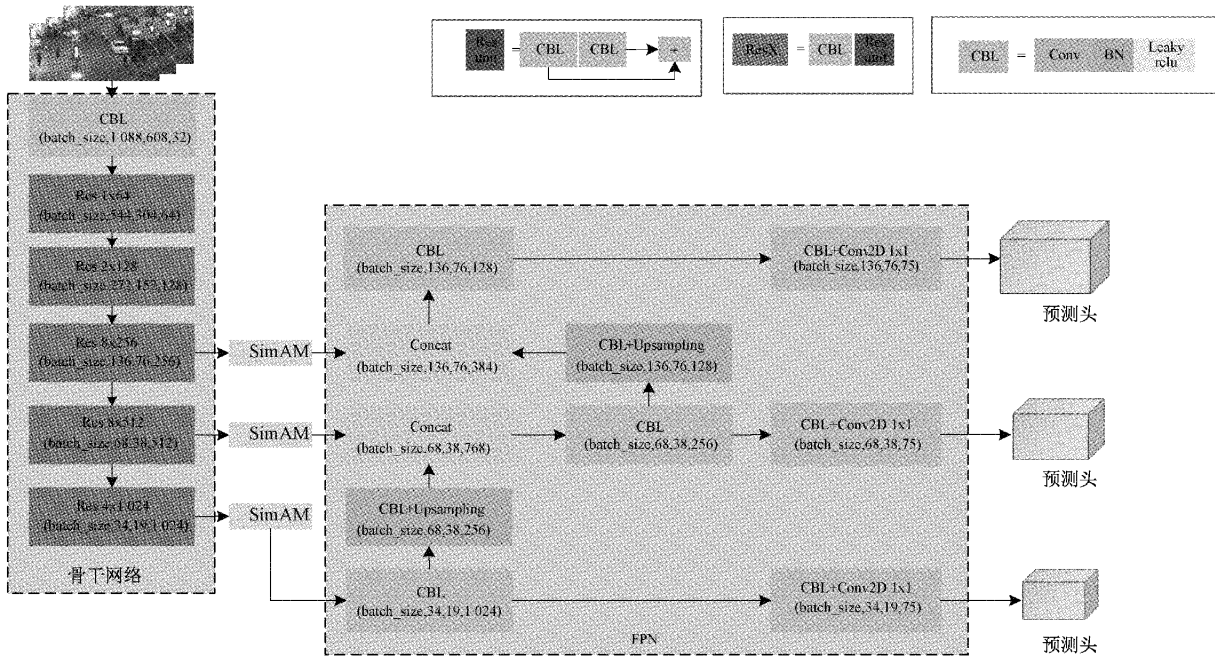 Res unit
=
CBL
CBL
+
ResX
=
CBL
Res unit
CBL
=
Conv
BN
Leaky relu
CBL
(batch_size,1 088,608,32)
Res 1x64
(batch_size,544,304,64)
Res 2x128
(batch_size,272,152,128)
Res 8x256
(batch_size,136,76,256)
Res 8x512
(batch_size,68,38,512)
Res 4x1 024
(batch_size,34,19,1 024)
骨干网络
SimAM
SimAM
SimAM
CBL
(batch_size,136,76,128)
CBL+Conv2D 1x1
(batch_size,136,76,75)
预测头
Concat
(batch_size,136,76,384)
CBL+Upsampling
(batch_size,136,76,128)
Concat
(batch_size,68,38,768)
CBL
(batch_size,68,38,256)
CBL+Conv2D 1x1
(batch_size,68,38,75)
预测头
CBL+Upsampling
(batch_size,68,38,256)
CBL
(batch_size,34,19,1 024)
CBL+Conv2D 1x1
(batch_size,34,19,75)
预测头
FPN